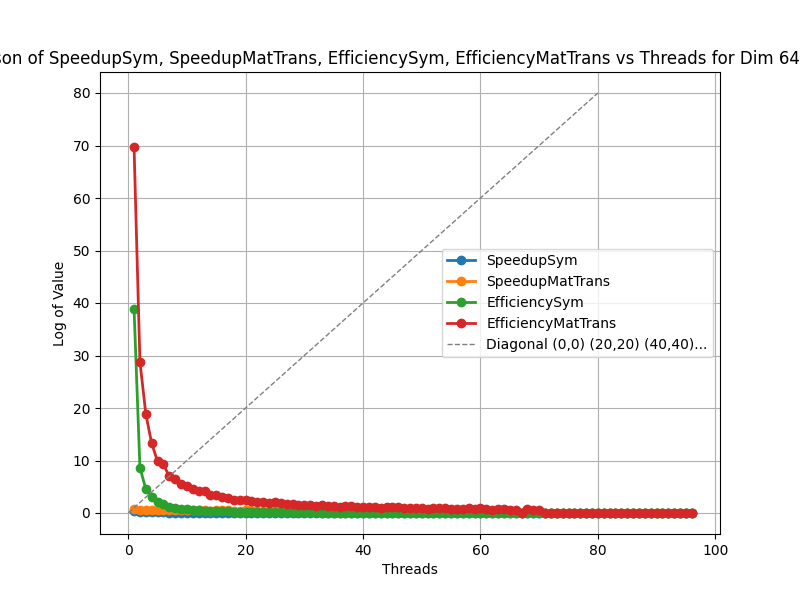 son of SpeedupSym, SpeedupMatTrans, EfficiencySym, EfficiencyMatTrans vs Threads for Dim 64
80
70
60
50
40
30
20
10
0
Log of Value
SpeedupSym
SpeedupMatTrans
EfficiencySym
EfficiencyMatTrans
Diagonal (0,0) (20,20) (40,40)...
0 20 40 60 80 100
Threads